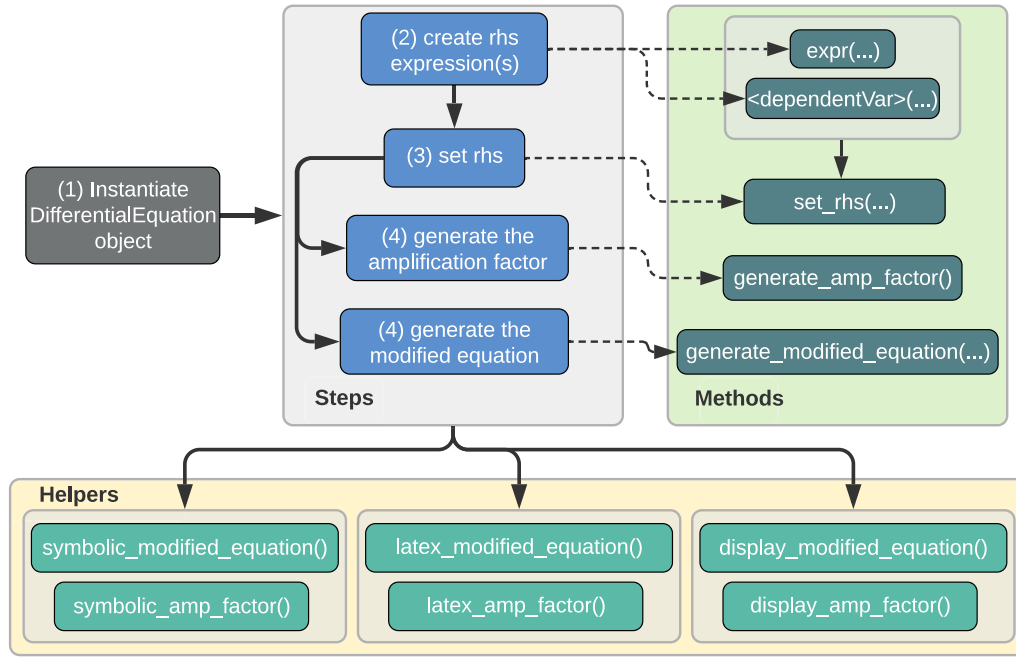 (1) Instantiate
DifferentialEquation
object
(2) create rhs
expression(s)
(3) set rhs
(4) generate the
amplification factor
(4) generate the
modified equation
Steps
expr(...)
<dependentVar>(...)
set_rhs(...)
generate_amp_factor()
generate_modified_equation(...)
Methods
Helpers
symbolic_modified_equation()
symbolic_amp_factor()
latex_modified_equation()
latex_amp_factor()
display_modified_equation()
display_amp_factor()